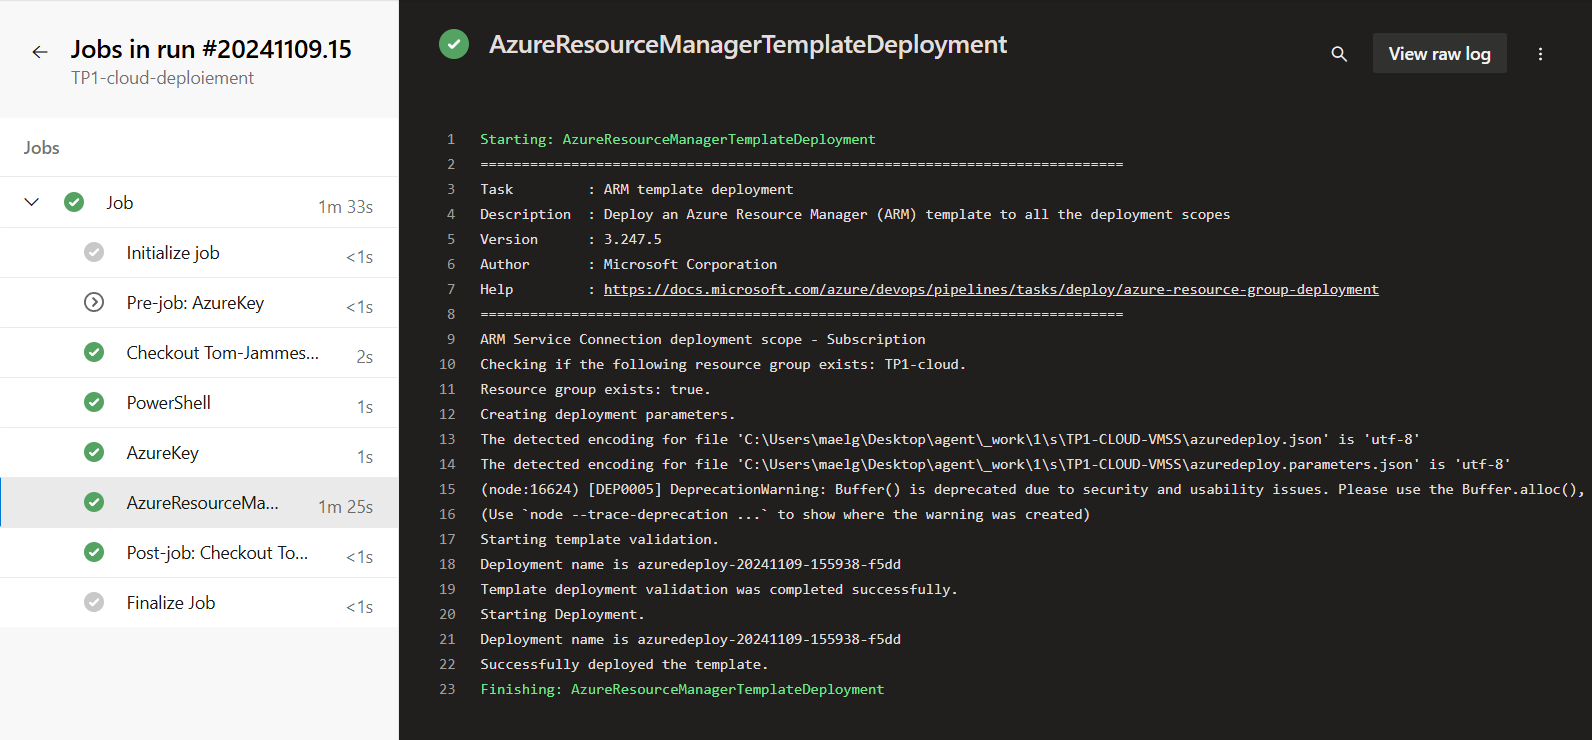 Jobs in run #20241109.15
TP1-cloud-deploiement
Jobs
Job 1m 33s
Initialize job <1s
Pre-job: AzureKey <1s
Checkout Tom-Jammes... 2s
PowerShell 1s
AzureKey 1s
AzureResourceMa... 1m 25s
Post-job: Checkout To... <1s
Finalize Job <1s
AzureResourceManagerTemplateDeployment
View raw log
1 Starting: AzureResourceManagerTemplateDeployment
2 ==============================================================================
3 Task : ARM template deployment
4 Description : Deploy an Azure Resource Manager (ARM) template to all the deployment scopes
5 Version : 3.247.5
6 Author : Microsoft Corporation
7 Help : https://docs.microsoft.com/azure/devops/pipelines/tasks/deploy/azure-resource-group-deployment
8 ==============================================================================
9 ARM Service Connection deployment scope - Subscription
10 Checking if the following resource group exists: TP1-cloud.
11 Resource group exists: true.
12 Creating deployment parameters.
13 The detected encoding for file 'C:\Users\maelg\Desktop\agent\_work\1\s\TP1-CLOUD-VMSS\azuredeploy.json' is 'utf-8'
14 The detected encoding for file 'C:\Users\maelg\Desktop\agent\_work\1\s\TP1-CLOUD-VMSS\azuredeploy.parameters.json' is 'utf-8'
15 (node:16624) [DEP0005] DeprecationWarning: Buffer() is deprecated due to security and usability issues. Please use the Buffer.alloc(),
16 (Use `node --trace-deprecation ...` to show where the warning was created)
17 Starting template validation.
18 Deployment name is azuredeploy-20241109-155938-f5dd
19 Template deployment validation was completed successfully.
20 Starting Deployment.
21 Deployment name is azuredeploy-20241109-155938-f5dd
22 Successfully deployed the template.
23 Finishing: AzureResourceManagerTemplateDeployment